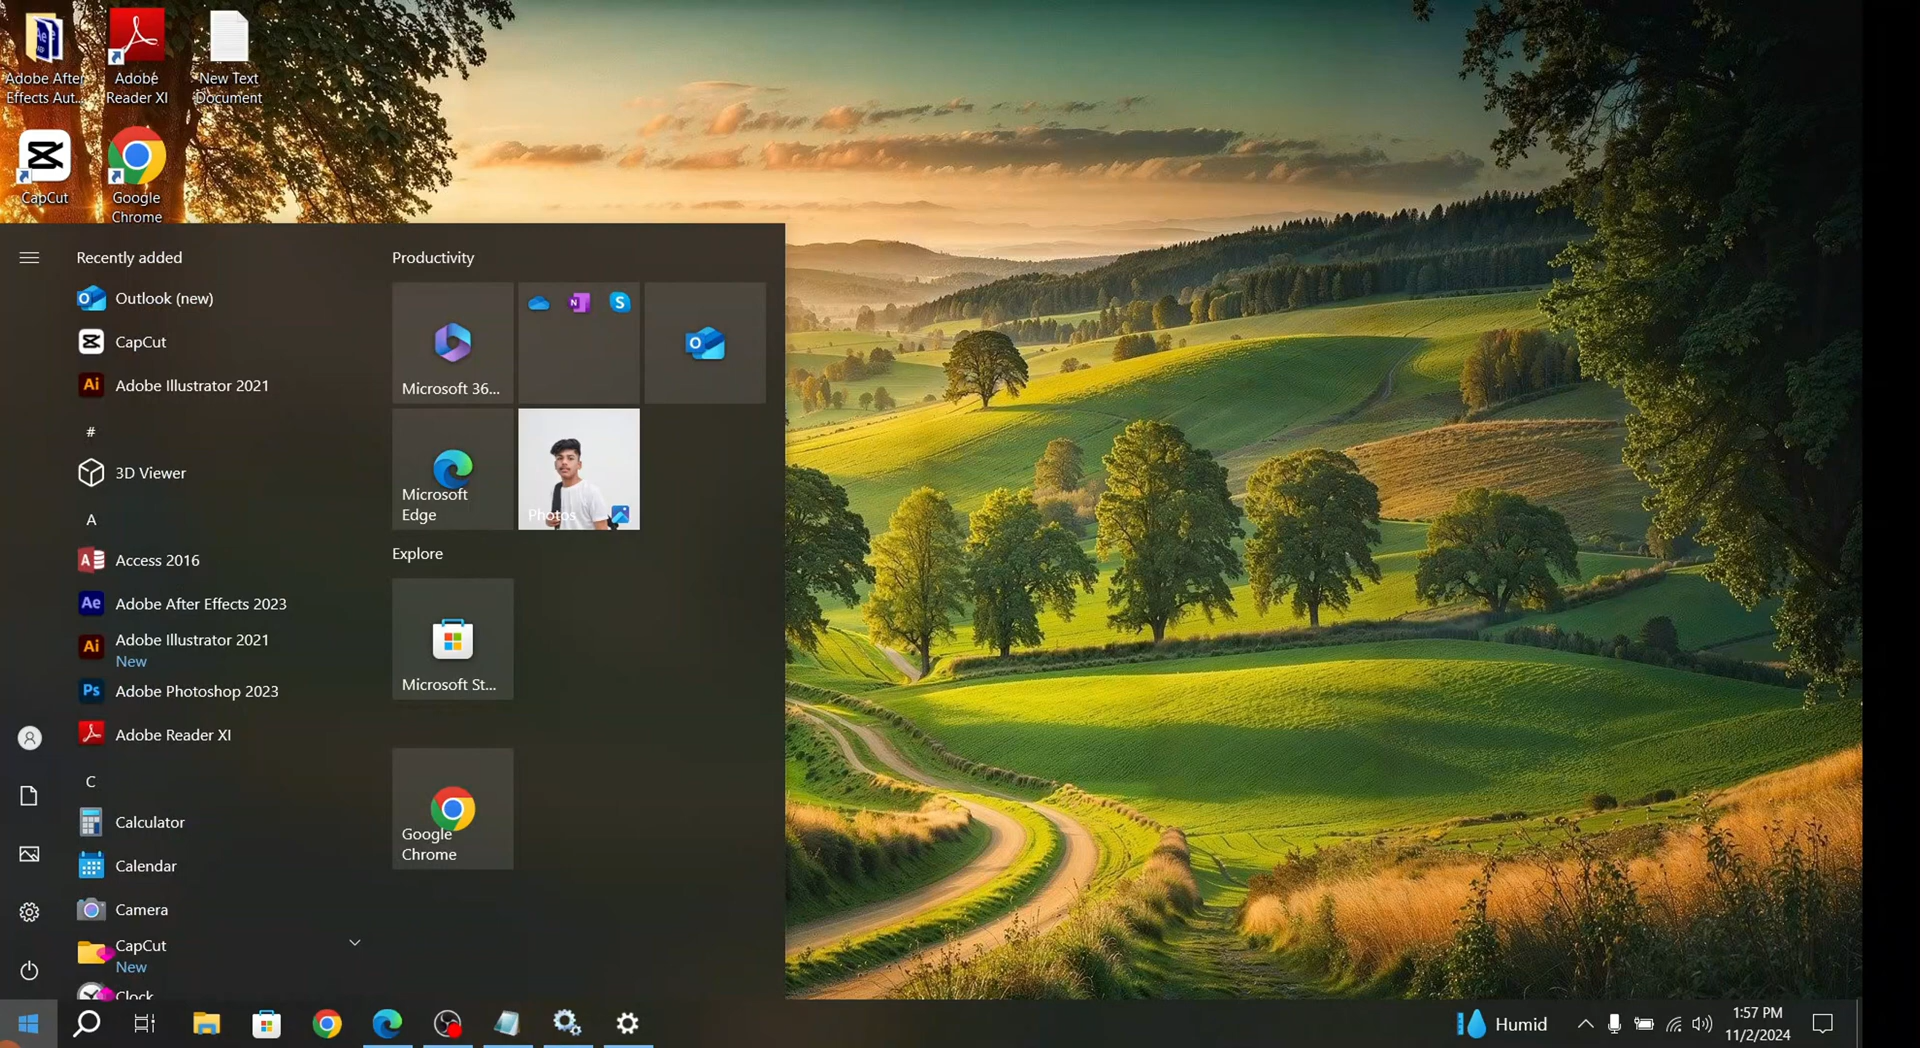 Adobe After
Effects Aut...
Adobe
Reader XI
New Text
Document
CapCut
Google
Chrome
Recently added
Outlook (new)
CapCut
Adobe Illustrator 2021
#
3D Viewer
A
Access 2016
Adobe After Effects 2023
Adobe Illustrator 2021
New
Adobe Photoshop 2023
Adobe Reader XI
C
Calculator
Calendar
Camera
CapCut
New
Clock
Productivity
Microsoft 36...
Microsoft
Edge
Photos
Explore
Microsoft St...
Google
Chrome
Humid
1:57 PM
11/2/2024